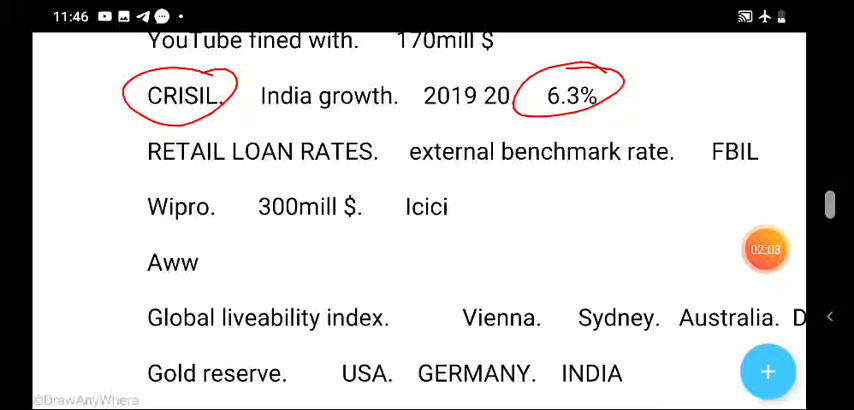 11:46
YouTube fined with. 170mill $
CRISIL. India growth. 2019 20 6.3%
RETAIL LOAN RATES. external benchmark rate. FBIL
Wipro. 300mill $. Icici
02:03
Aww
Global liveability index. Vienna. Sydney. Australia. D
Gold reserve. USA. GERMANY. INDIA
@DrawAnyWhere